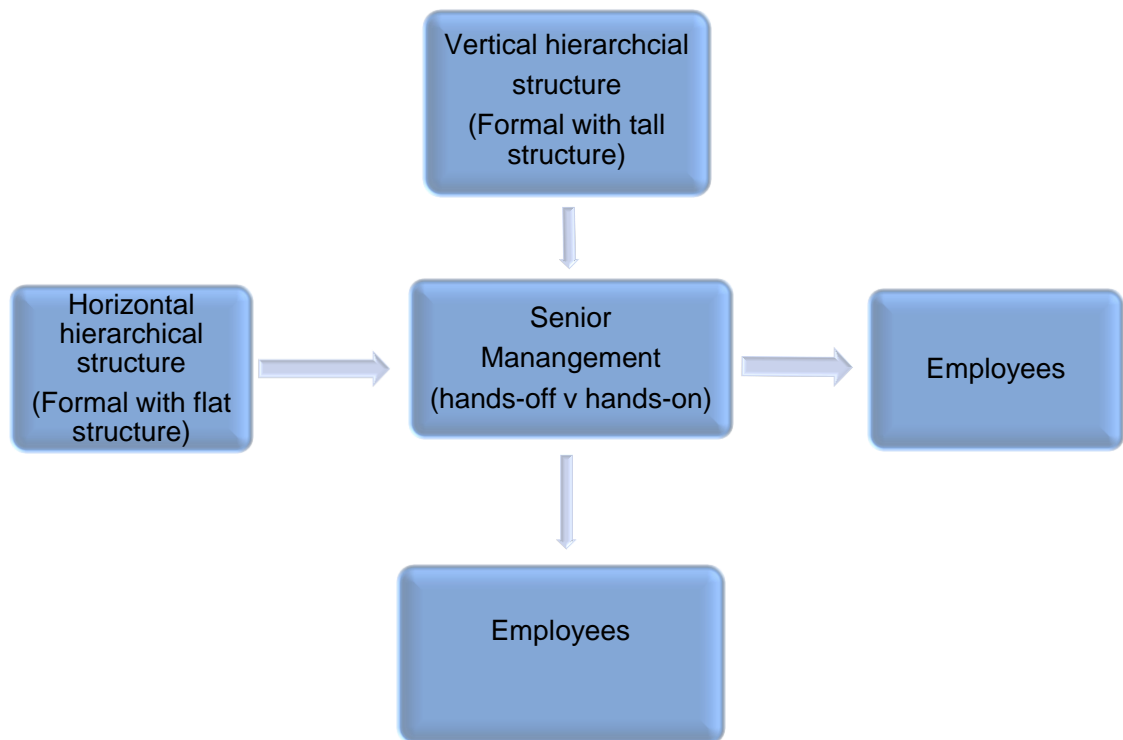 Vertical hierarchcial
structure
(Formal with tall
structure)
Horizontal
hierarchical
structure
(Formal with flat
structure)
Senior
Manangement
(hands-off v hands-on)
Employees
Employees